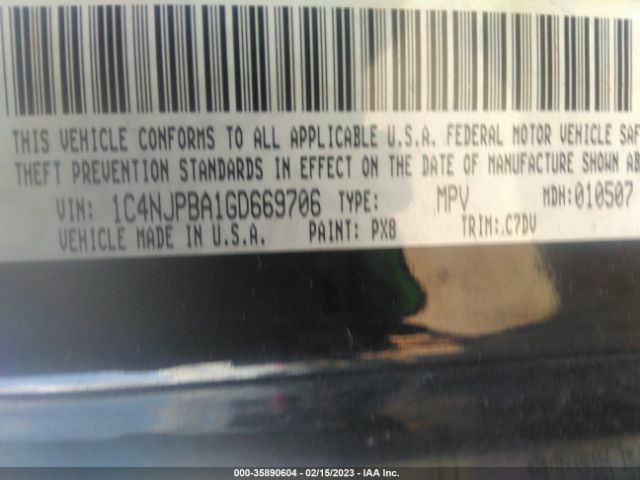 THIS VEHICLE CONFORMS TO ALL APPLICABLE U.S.A. FEDERAL MOTOR VEHICLE SAF
THEFT PREVENTION STANDARDS IN EFFECT ON THE DATE OF MANUFACTURE SHOWN AB
VIN: 1C4NJPBA1GD669706 TYPE: MPV MDH:010507
VEHICLE MADE IN U.S.A. PAINT: PX8 TRIM:.C7DV
000-35890604 - 02/15/2023 - IAA Inc.